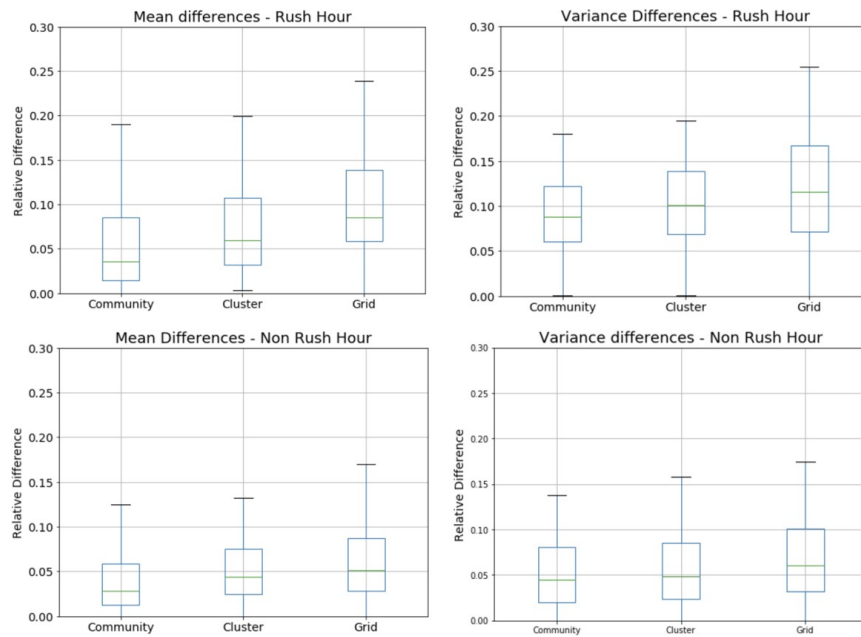 Mean differences - Rush Hour
0.30
0.25
0.20
0.15
0.10
0.05
0.00
Relative Difference
Community Cluster Grid
Variance Differences - Rush Hour
0.30
0.25
0.20
0.15
0.10
0.05
0.00
Relative Difference
Community Cluster Grid
Mean Differences - Non Rush Hour
0.30
0.25
0.20
0.15
0.10
0.05
0.00
Relative Difference
Community Cluster Grid
Variance differences - Non Rush Hour
0.30
0.25
0.20
0.15
0.10
0.05
0.00
Relative Difference
Community Cluster Grid